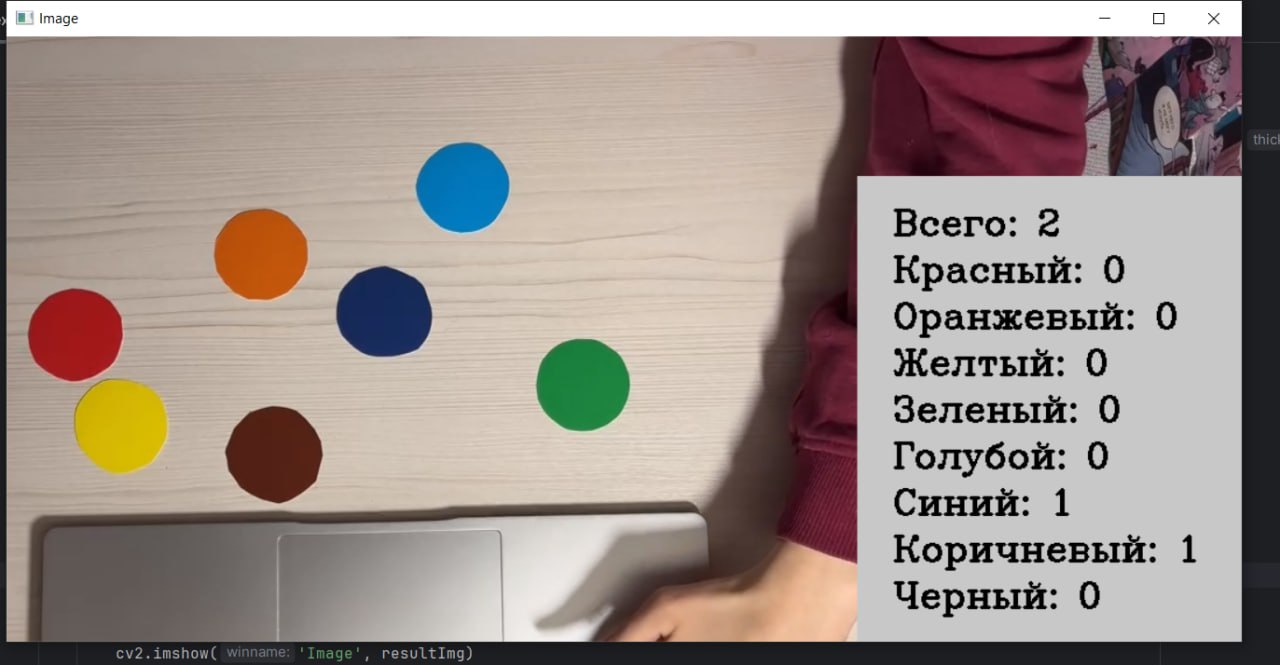 Image
Всего: 2
Красный: 0
Оранжевый: 0
Желтый: 0
Зеленый: 0
Голубой: 0
Синий: 1
Коричневый: 1
Черный: 0
cv2.imshow( winname: 'Image', resultImg)